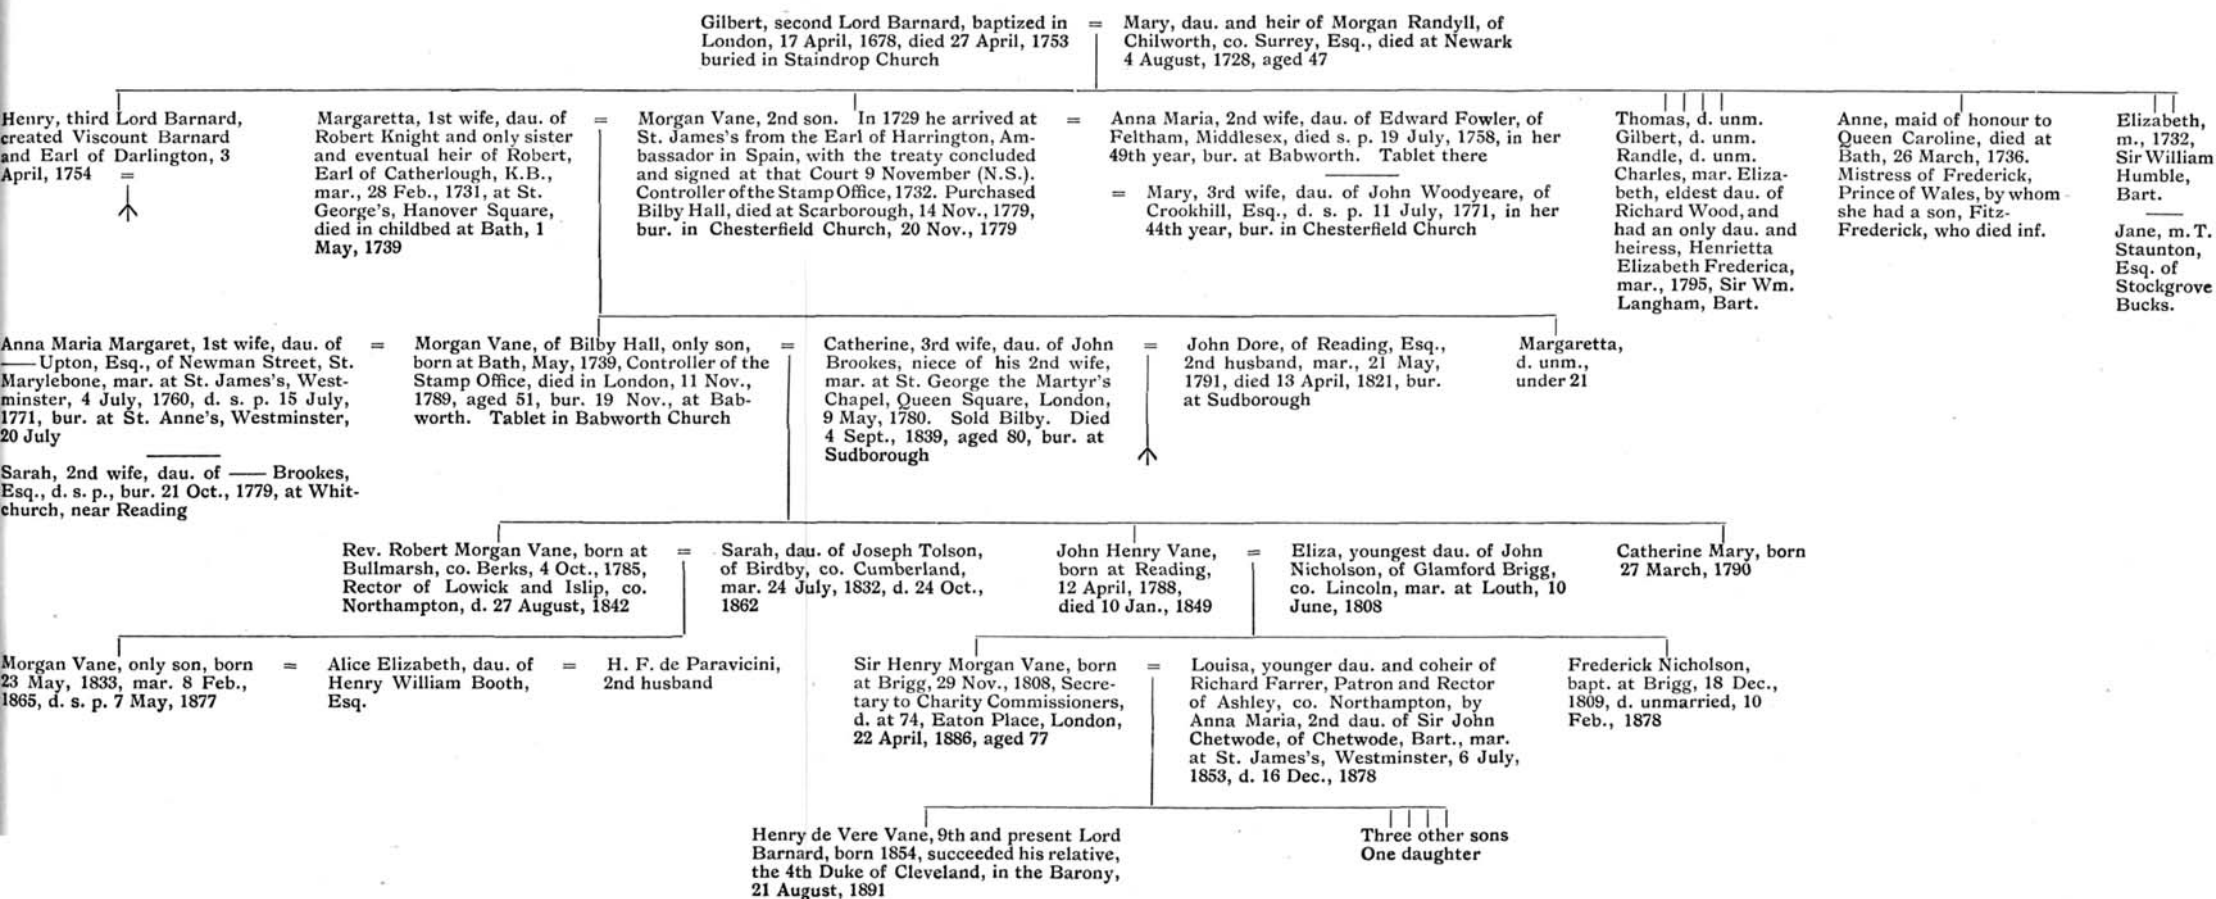 Gilbert, second Lord Barnard, baptized in
London, 17 April, 1678, died 27 April, 1753
buried in Staindrop Church
=
Mary, dau. and heir of Morgan Randyll, of
Chilworth, co. Surrey, Esq., died at Newark
4 August, 1728, aged 47
Henry, third Lord Barnard,
created Viscount Barnard
and Earl of Darlington, 3
April, 1754 =
Margaretta, 1st wife, dau. of
Robert Knight and only sister
and eventual heir of Robert,
Earl of Catherlough, K.B.,
mar., 28 Feb., 1731, at St.
George's, Hanover Square,
died in childbed at Bath, 1
May, 1739
=
Morgan Vane, 2nd son. In 1729 he arrived at
St. James's from the Earl of Harrington, Am-
bassador in Spain, with the treaty concluded
and signed at that Court 9 November (N.S.).
Controller of the Stamp Office, 1732. Purchased
Bilby Hall, died at Scarborough, 14 Nov., 1779,
bur. in Chesterfield Church, 20 Nov., 1779
=
Anna Maria, 2nd wife, dau. of Edward Fowler, of
Feltham, Middlesex, died s. p. 19 July, 1758, in her
49th year, bur. at Babworth. Tablet there
=
Mary, 3rd wife, dau. of John Woodyeare, of
Crookhill, Esq., d. s. p. 11 July, 1771, in her
44th year, bur. in Chesterfield Church
Thomas, d. unm.
Gilbert, d. unm.
Randle, d. unm.
Charles, mar. Eliza-
beth, eldest dau. of
Richard Wood, and
had an only dau. and
heiress, Henrietta
Elizabeth Frederica,
mar., 1795, Sir Wm.
Langham, Bart.
Anne, maid of honour to
Queen Caroline, died at
Bath, 26 March, 1736.
Mistress of Frederick,
Prince of Wales, by whom
she had a son, Fitz-
Frederick, who died inf.
Elizabeth,
m., 1732,
Sir William
Humble,
Bart.
Jane, m. T.
Staunton,
Esq. of
Stockgrove
Bucks.
Anna Maria Margaret, 1st wife, dau. of
—— Upton, Esq., of Newman Street, St.
Marylebone, mar. at St. James's, West-
minster, 4 July, 1760, d. s. p. 15 July,
1771, bur. at St. Anne's, Westminster,
20 July
Sarah, 2nd wife, dau. of —— Brookes,
Esq., d. s. p., bur. 21 Oct., 1779, at Whit-
church, near Reading
=
Morgan Vane, of Bilby Hall, only son,
born at Bath, May, 1739, Controller of the
Stamp Office, died in London, 11 Nov.,
1789, aged 51, bur. 19 Nov., at Bab-
worth. Tablet in Babworth Church
=
Catherine, 3rd wife, dau. of John
Brookes, niece of his 2nd wife,
mar. at St. George the Martyr's
Chapel, Queen Square, London,
9 May, 1780. Sold Bilby. Died
4 Sept., 1839, aged 80, bur. at
Sudborough
=
John Dore, of Reading, Esq.,
2nd husband, mar., 21 May,
1791, died 13 April, 1821, bur.
at Sudborough
Margaretta,
d. unm.,
under 21
Rev. Robert Morgan Vane, born at
Bullmarsh, co. Berks, 4 Oct., 1785,
Rector of Lowick and Islip, co.
Northampton, d. 27 August, 1842
=
Sarah, dau. of Joseph Tolson,
of Birdby, co. Cumberland,
mar. 24 July, 1832, d. 24 Oct.,
1862
John Henry Vane,
born at Reading,
12 April, 1788,
died 10 Jan., 1849
=
Eliza, youngest dau. of John
Nicholson, of Glamford Brigg,
co. Lincoln, mar. at Louth, 10
June, 1808
Catherine Mary, born
27 March, 1790
Morgan Vane, only son, born
23 May, 1833, mar. 8 Feb.,
1865, d. s. p. 7 May, 1877
=
Alice Elizabeth, dau. of
Henry William Booth,
Esq.
=
H. F. de Paravicini,
2nd husband
Sir Henry Morgan Vane, born
at Brigg, 29 Nov., 1808, Secre-
tary to Charity Commissioners,
d. at 74, Eaton Place, London,
22 April, 1886, aged 77
=
Louisa, younger dau. and coheir of
Richard Farrer, Patron and Rector
of Ashley, co. Northampton, by
Anna Maria, 2nd dau. of Sir John
Chetwode, of Chetwode, Bart., mar.
at St. James's, Westminster, 6 July,
1853, d. 16 Dec., 1878
Frederick Nicholson,
bapt. at Brigg, 18 Dec.,
1809, d. unmarried, 10
Feb., 1878
Henry de Vere Vane, 9th and present Lord
Barnard, born 1854, succeeded his relative,
the 4th Duke of Cleveland, in the Barony,
21 August, 1891
Three other sons
One daughter